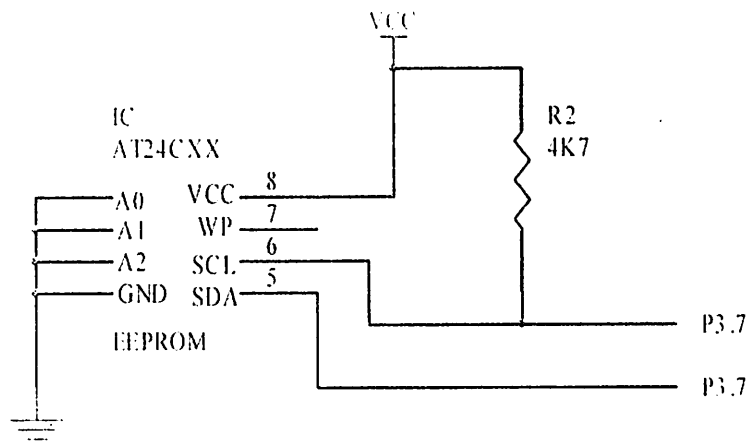 VCC
IC
AT24CXX
R2
4K7
A0 VCC 8
A1 WP 7
A2 SCL 6
GND SDA 5
EEPROM
P3.7
P3.7